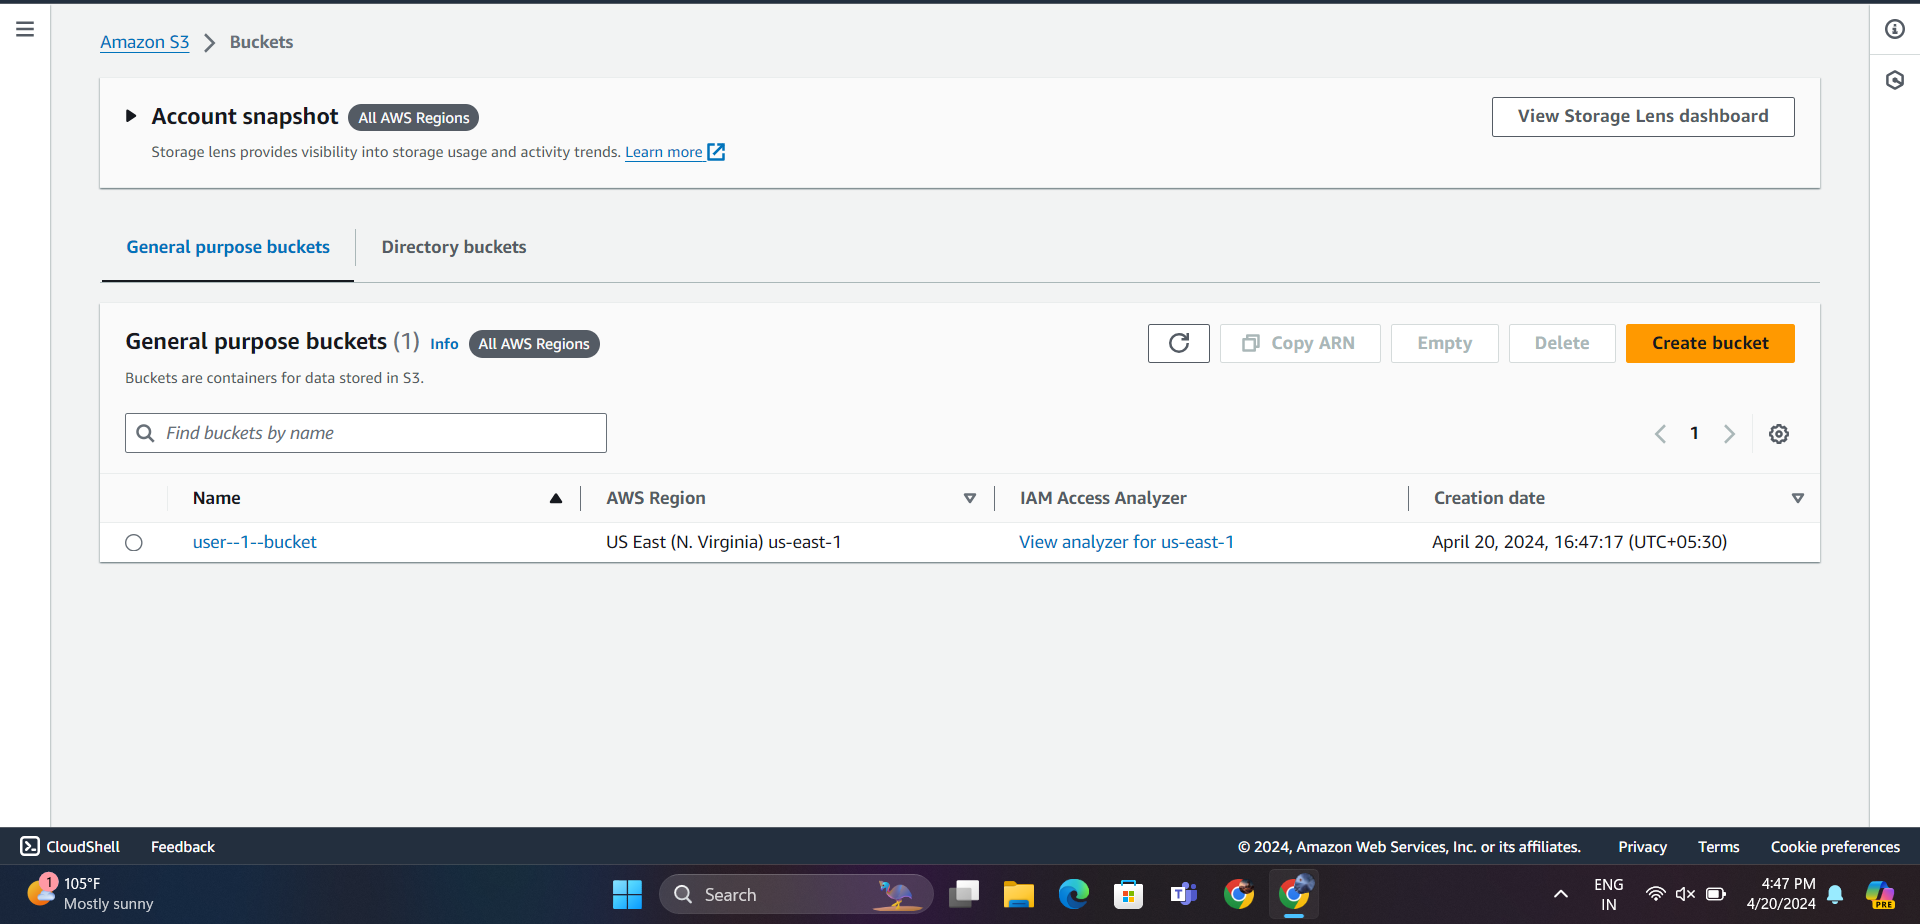 Amazon S3 > Buckets
Account snapshot All AWS Regions
View Storage Lens dashboard
Storage lens provides visibility into storage usage and activity trends. Learn more
General purpose buckets Directory buckets
General purpose buckets (1) Info All AWS Regions
Copy ARN Empty Delete Create bucket
Buckets are containers for data stored in S3.
Find buckets by name
1
Name AWS Region IAM Access Analyzer Creation date
user--1--bucket US East (N. Virginia) us-east-1 View analyzer for us-east-1 April 20, 2024, 16:47:17 (UTC+05:30)
CloudShell Feedback © 2024, Amazon Web Services, Inc. or its affiliates. Privacy Terms Cookie preferences
1
105°F
Mostly sunny
Search
ENG
IN
4:47 PM
4/20/2024
PRE